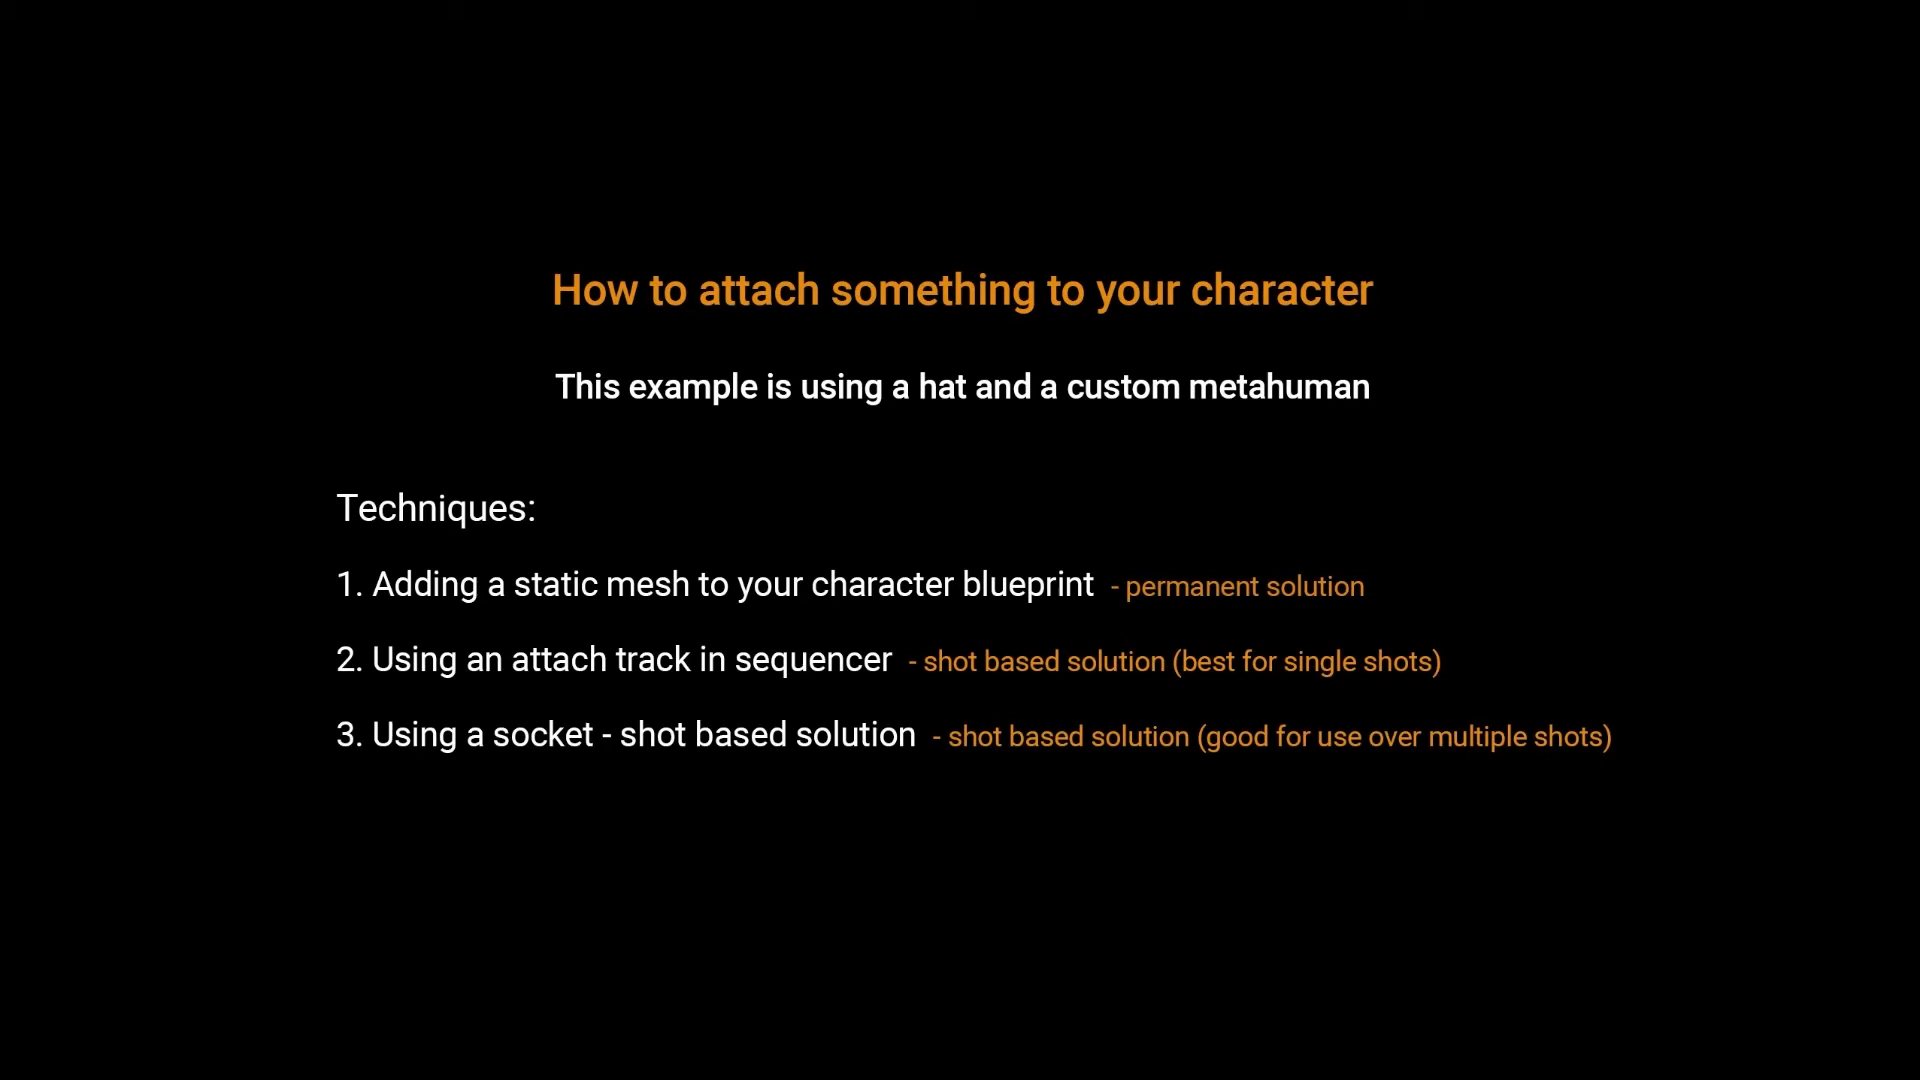 How to attach something to your character
This example is using a hat and a custom metahuman
Techniques:
1. Adding a static mesh to your character blueprint - permanent solution
2. Using an attach track in sequencer - shot based solution (best for single shots)
3. Using a socket - shot based solution - shot based solution (good for use over multiple shots)